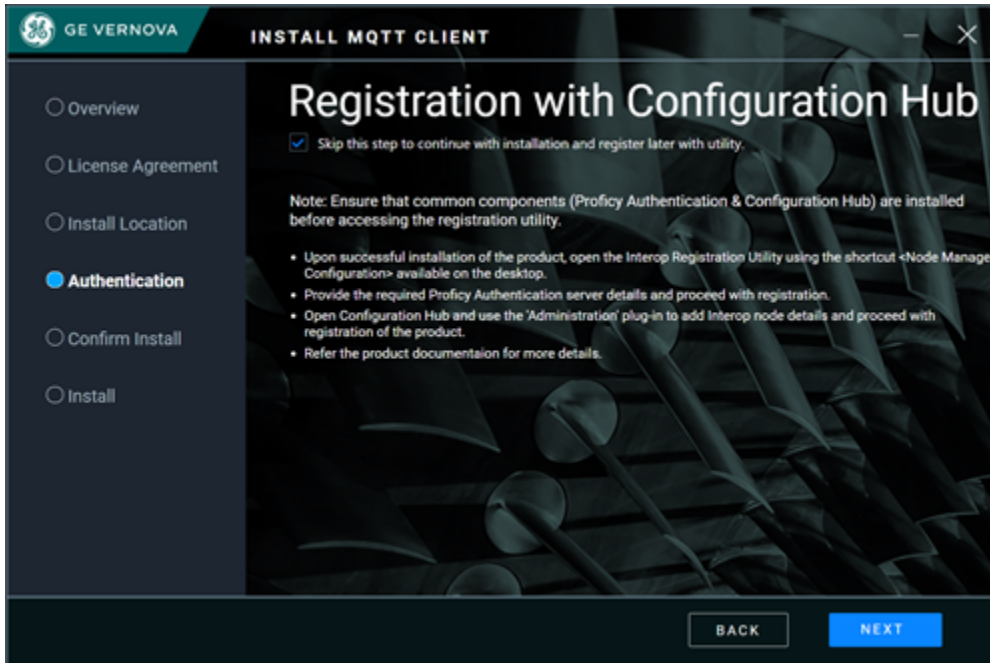 GE VERNOVA
INSTALL MQTT CLIENT
Overview
License Agreement
Install Location
Authentication
Confirm Install
Install
Registration with Configuration Hub
Skip this step to continue with installation and register later with utility.
Note: Ensure that common components (Proficy Authentication & Configuration Hub) are installed
before accessing the registration utility.
• Upon successful installation of the product, open the Interop Registration Utility using the shortcut <Node Manage
Configuration> available on the desktop.
• Provide the required Proficy Authentication server details and proceed with registration.
• Open Configuration Hub and use the 'Administration' plug-in to add Interop node details and proceed with
registration of the product.
• Refer the product documentaion for more details.
BACK
NEXT